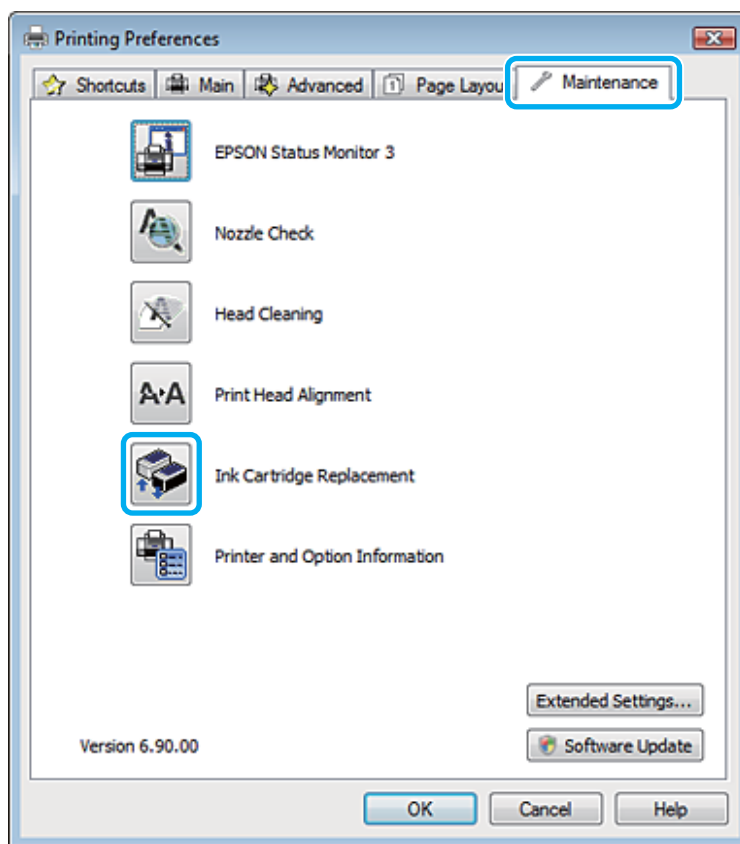 Printing Preferences
Shortcuts Main Advanced 1 Page Layou Maintenance
EPSON Status Monitor 3
Nozzle Check
Head Cleaning
A A Print Head Alignment
Ink Cartridge Replacement
Printer and Option Information
Extended Settings...
Version 6.90.00 Software Update
OK Cancel Help